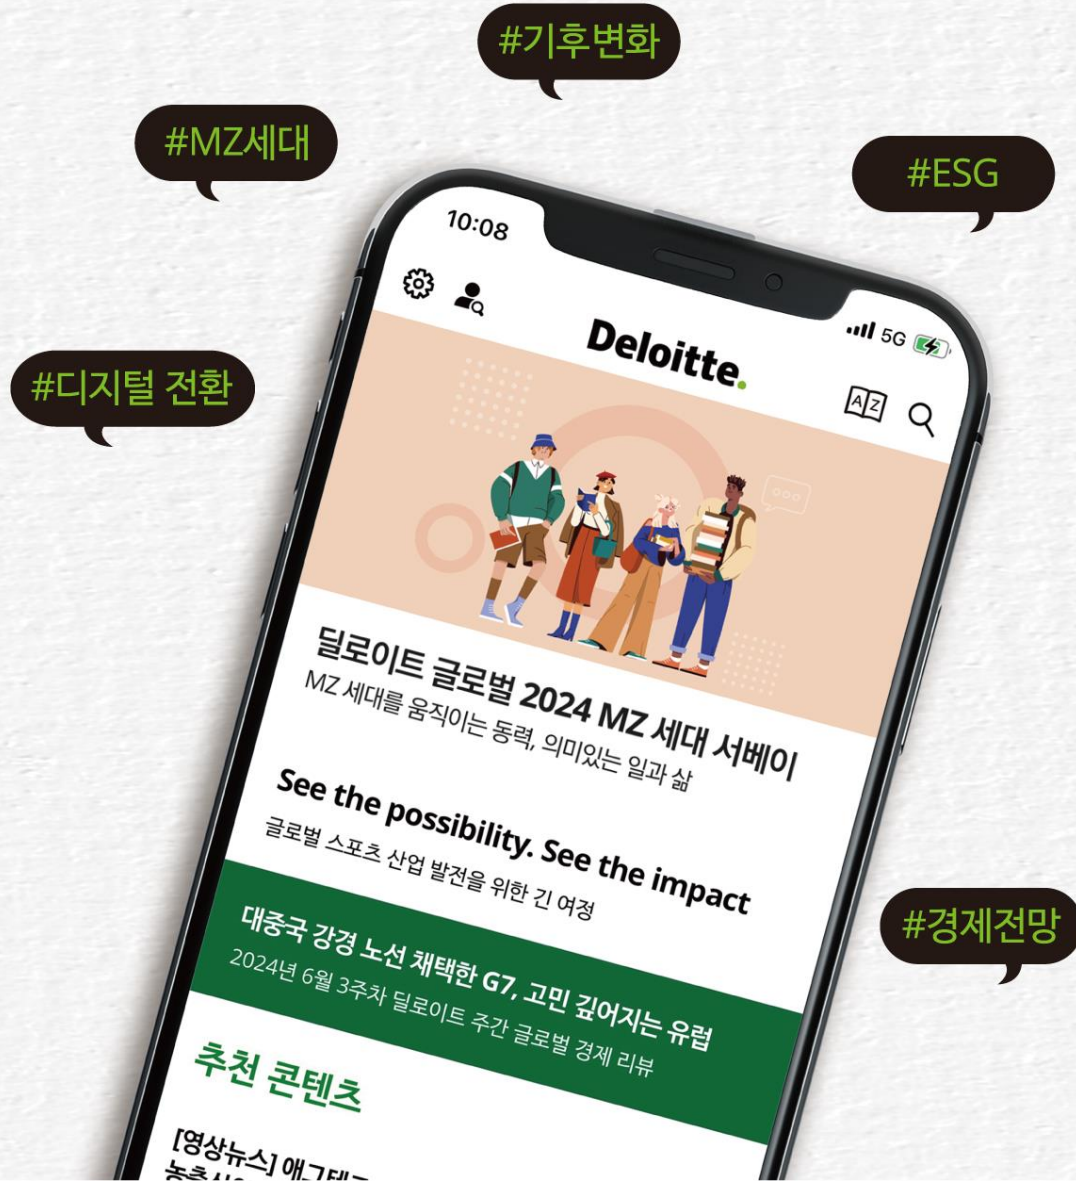 #기후변화
#MZ세대
#ESG
#디지털 전환
10:08
5G
Deloitte.
AZ
딜로이트 글로벌 2024 MZ 세대 서베이
MZ 세대를 움직이는 동력, 의미있는 일과 삶
See the possibility. See the impact
글로벌 스포츠 산업 발전을 위한 긴 여정
#경제전망
대중국 강경 노선 채택한 G7, 고민 깊어지는 유럽
2024년 6월 3주차 딜로이트 주간 글로벌 경제 리뷰
추천 콘텐츠
[영상뉴스] 애그테크